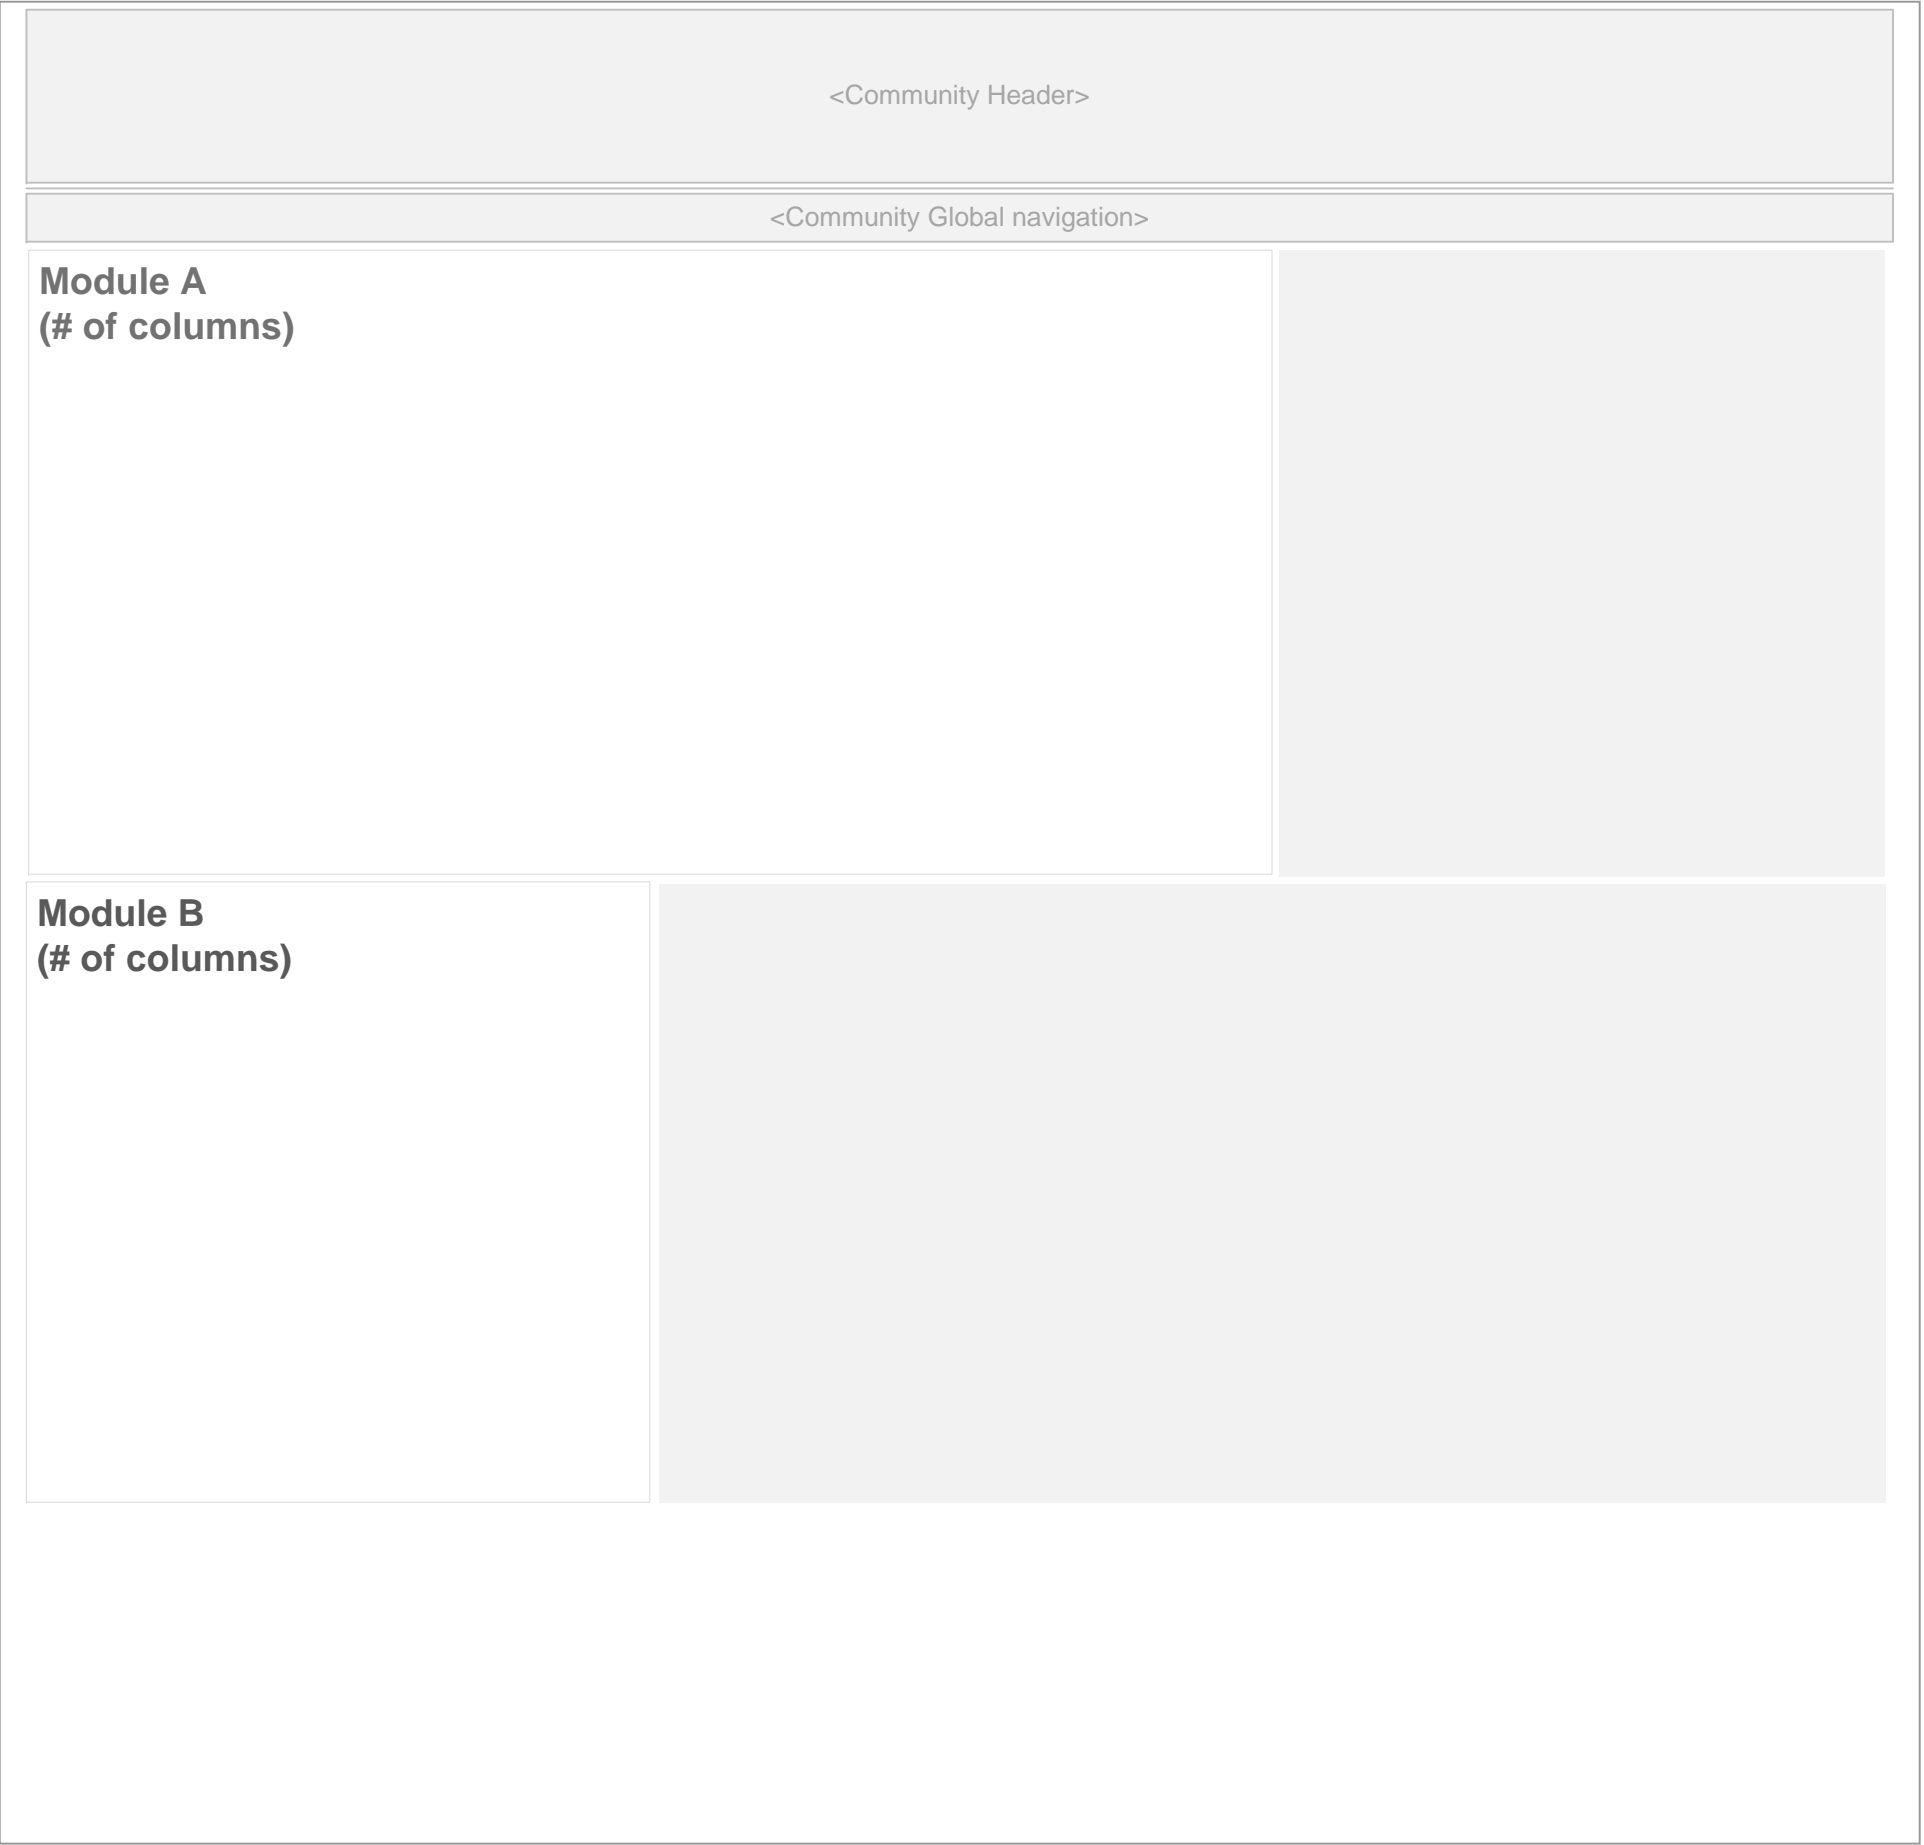 <Community Header>
<Community Global navigation>
Module A
(# of columns)
Module B
(# of columns)